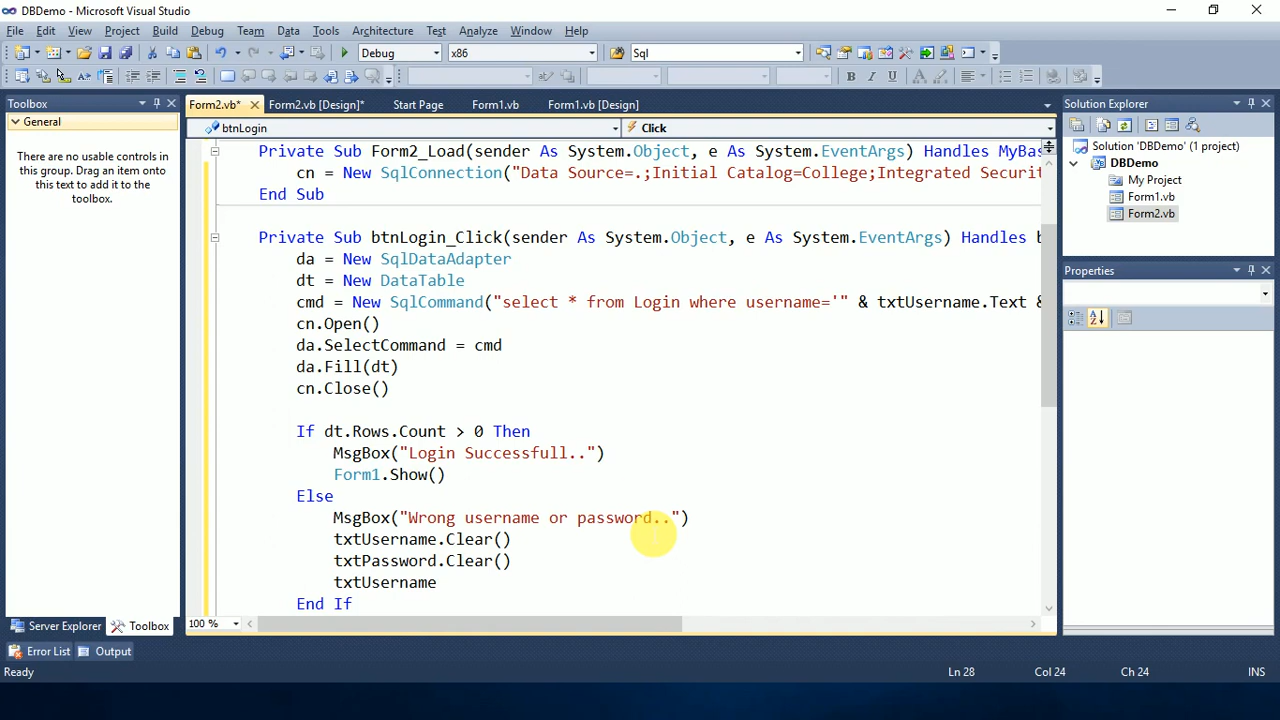 DBDemo - Microsoft Visual Studio
File Edit View Project Build Debug Team Data Tools Architecture Test Analyze Window Help
Debug x86 Sql
Toolbox
General
There are no usable controls in
this group. Drag an item onto
this text to add it to the
toolbox.
Server Explorer Toolbox
Form2.vb* Form2.vb [Design]* Start Page Form1.vb Form1.vb [Design]
btnLogin Click
Private Sub Form2_Load(sender As System.Object, e As System.EventArgs) Handles MyBas
cn = New SqlConnection("Data Source=.;Initial Catalog=College;Integrated Securit
End Sub
Private Sub btnLogin_Click(sender As System.Object, e As System.EventArgs) Handles b
da = New SqlDataAdapter
dt = New DataTable
cmd = New SqlCommand("select * from Login where username='" & txtUsername.Text &
cn.Open()
da.SelectCommand = cmd
da.Fill(dt)
cn.Close()
If dt.Rows.Count > 0 Then
MsgBox("Login Successfull..")
Form1.Show()
Else
MsgBox("Wrong username or password..")
txtUsername.Clear()
txtPassword.Clear()
txtUsername
End If
100 %
Solution Explorer
Solution 'DBDemo' (1 project)
DBDemo
My Project
Form1.vb
Form2.vb
Properties
Error List Output
Ready Ln 28 Col 24 Ch 24 INS